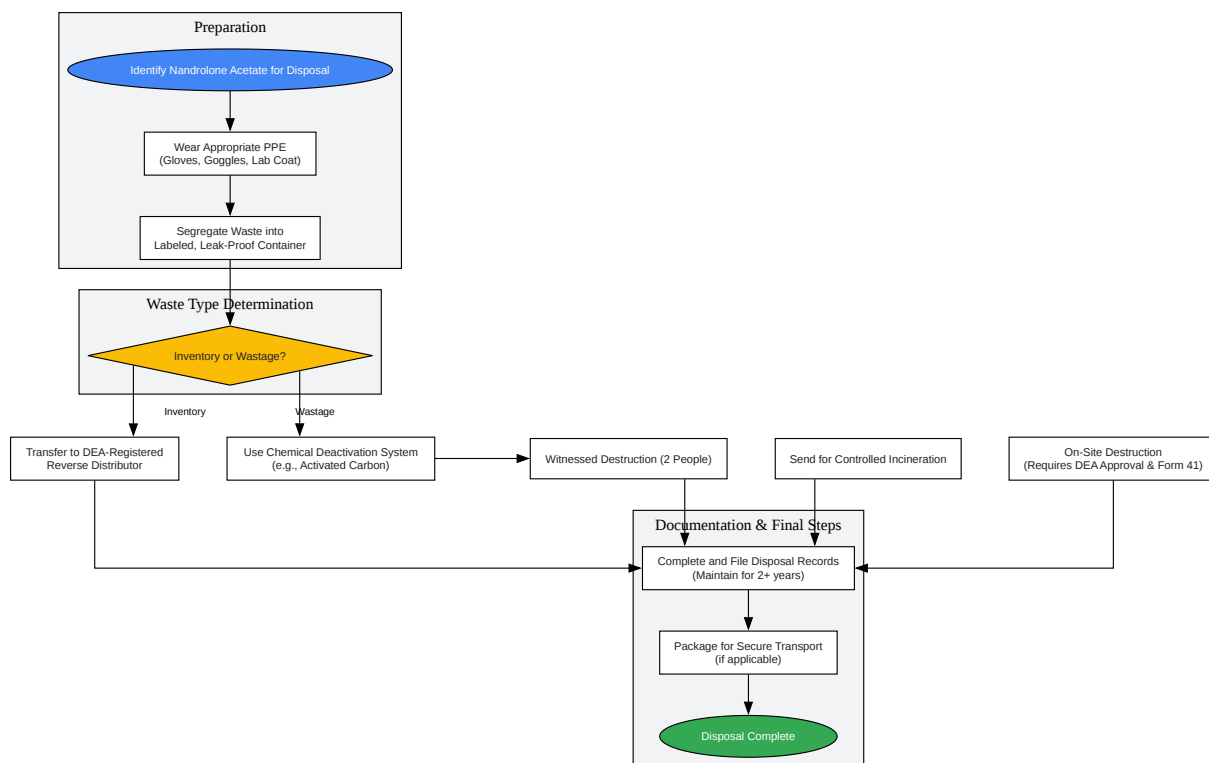 Preparation
Identify Nandrolone Acetate for Disposal
Wear Appropriate PPE
(Gloves, Goggles, Lab Coat)
Segregate Waste into
Labeled, Leak-Proof Container
Waste Type Determination
Inventory or Wastage?
Inventory
Wastage
Transfer to DEA-Registered
Reverse Distributor
Use Chemical Deactivation System
(e.g., Activated Carbon)
Witnessed Destruction (2 People)
Send for Controlled Incineration
On-Site Destruction
(Requires DEA Approval & Form 41)
Documentation & Final Steps
Complete and File Disposal Records
(Maintain for 2+ years)
Package for Secure Transport
(if applicable)
Disposal Complete